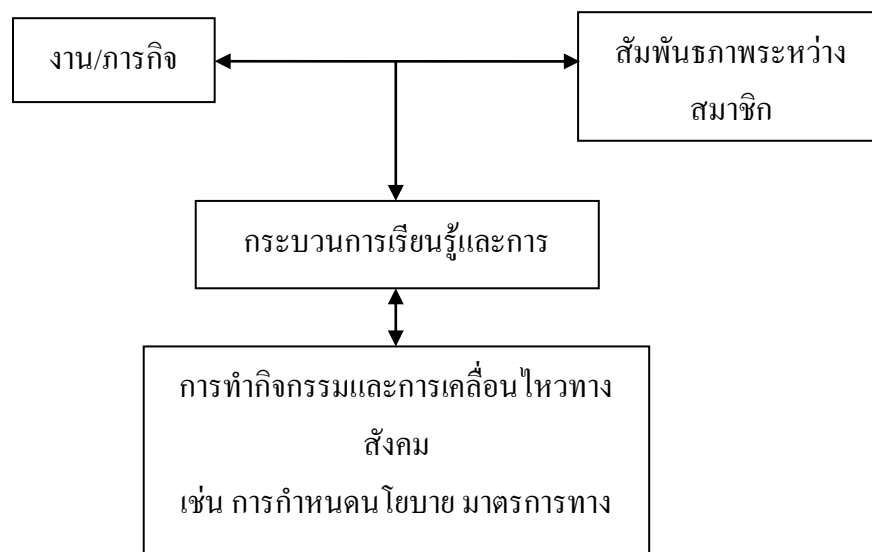 งาน/ภารกิจ
สัมพันธภาพระหว่าง
สมาชิก
กระบวนการเรียนรู้และการ
การทำกิจกรรมและการเคลื่อนไหวทาง
สังคม
เช่น การกำหนดนโยบาย มาตรการทาง